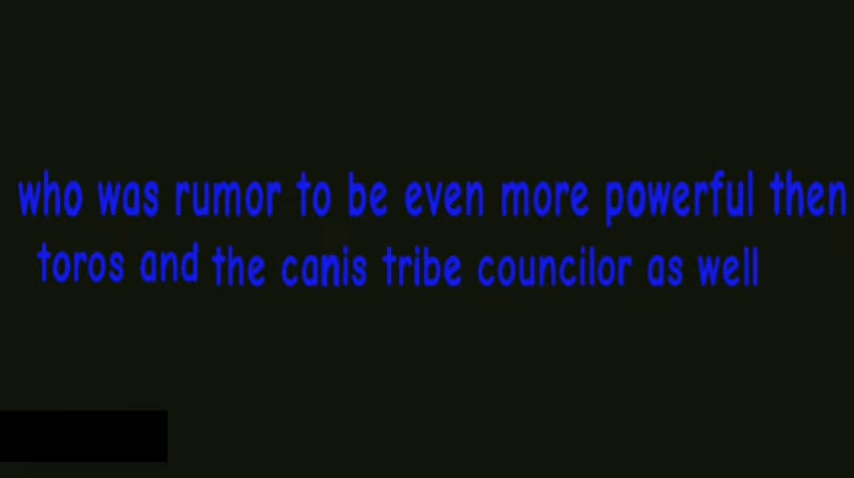 who was rumor to be even more powerful then
toros and the canis tribe councilor as well